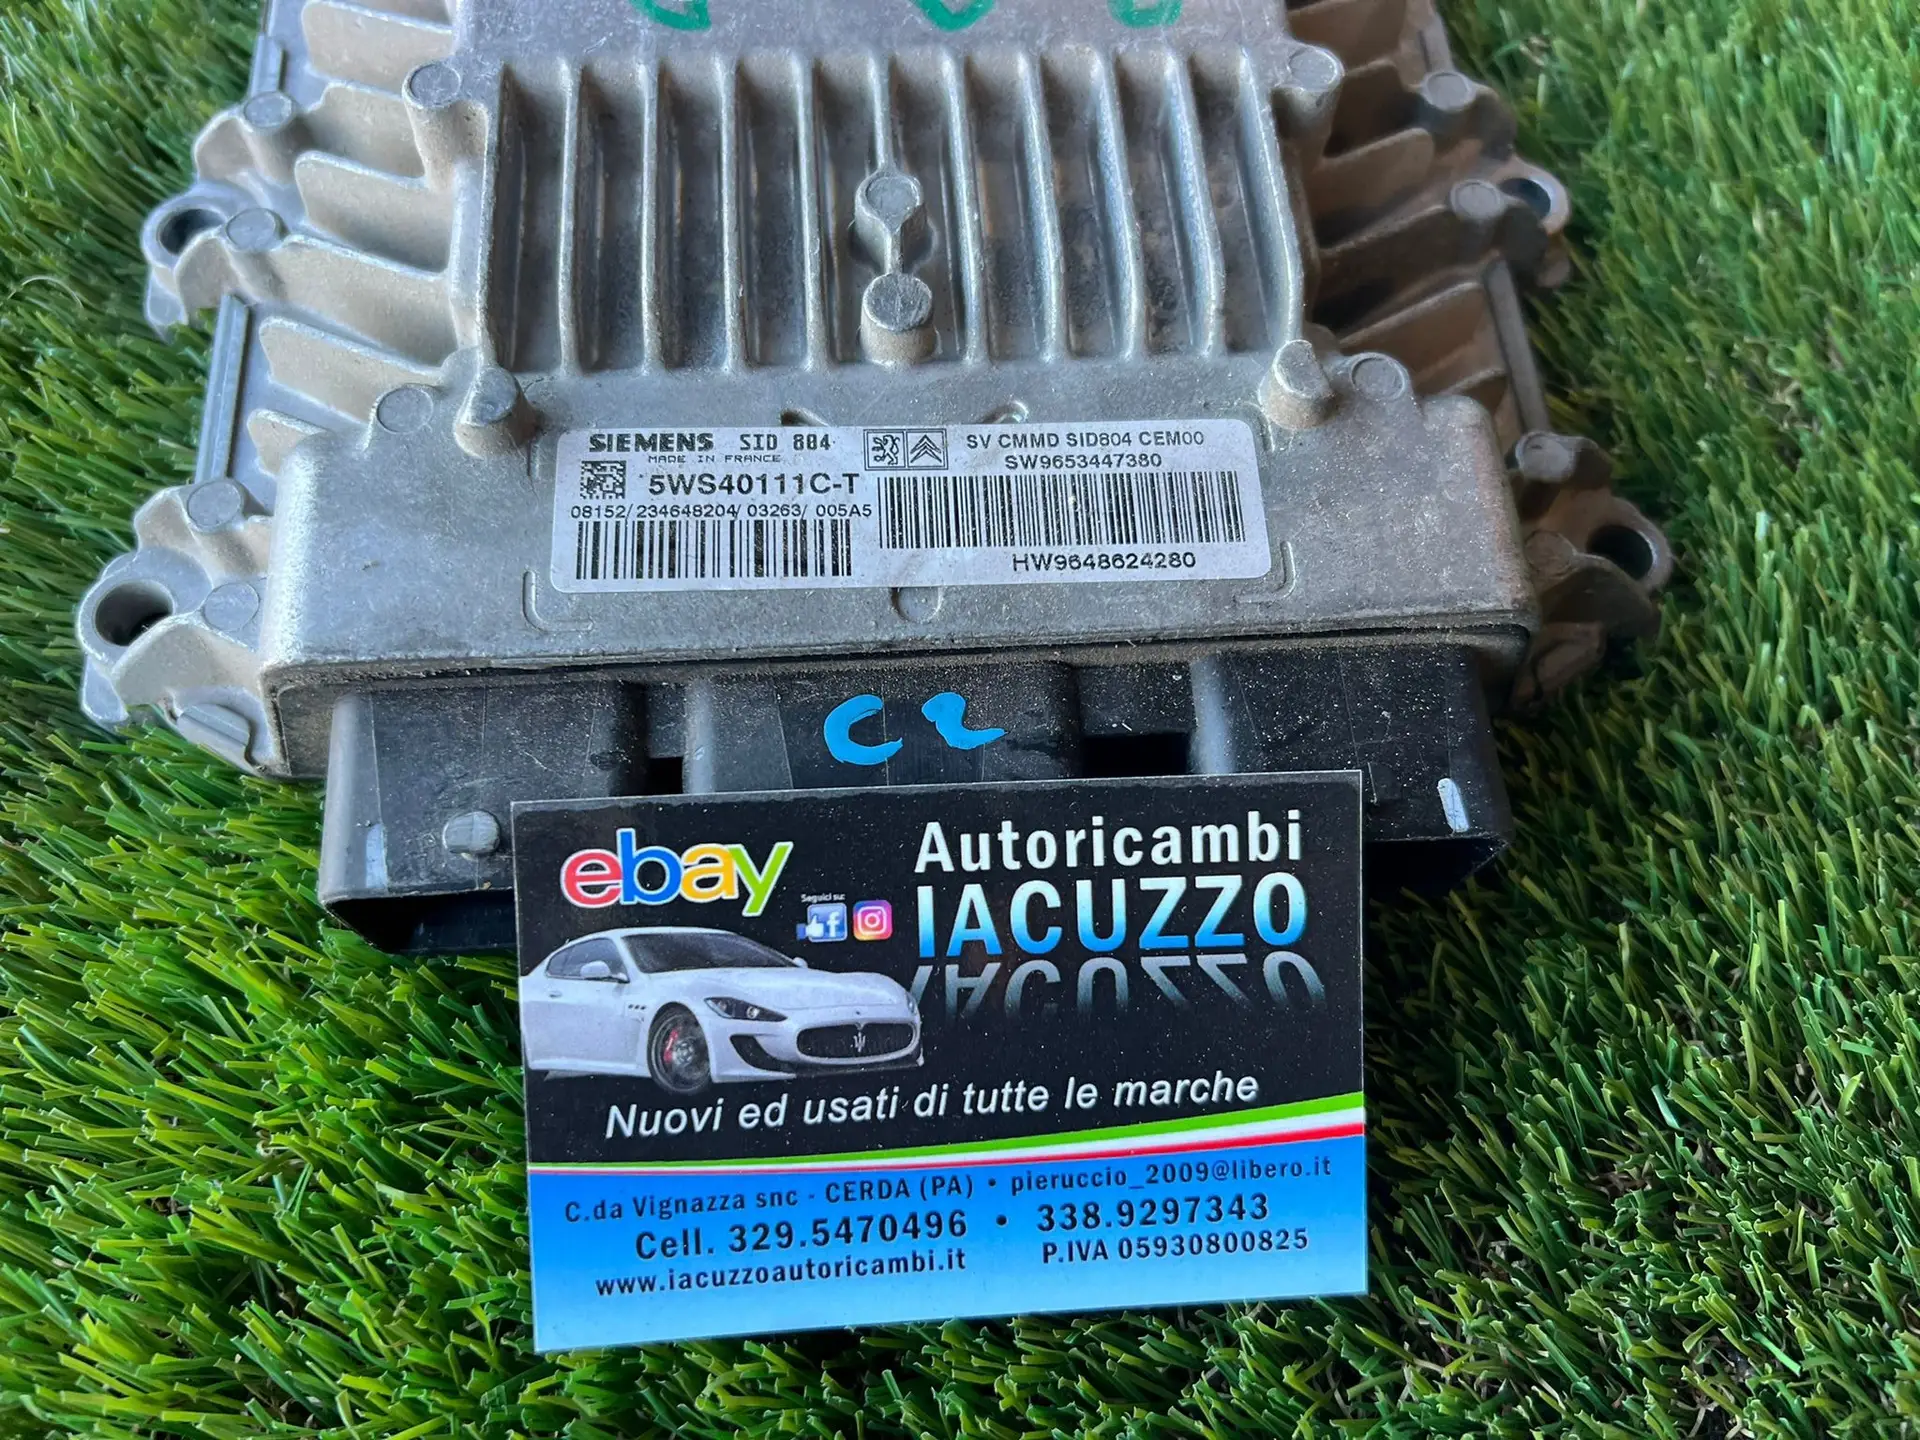 SIEMENS SID 804
MADE IN FRANCE
5WS40111C-T
08152/ 234648204/ 03263/ 005A5
SV CMMD SID804 CEM00
SW9653447380
HW9648624280
C2
ebay
Seguici su:
Autoricambi
IACUZZO
Nuovi ed usati di tutte le marche
C.da Vignazza snc - CERDA (PA) • pieruccio_2009@libero.it
Cell. 329.5470496 • 338.9297343
www.iacuzzoautoricambi.it P.IVA 05930800825